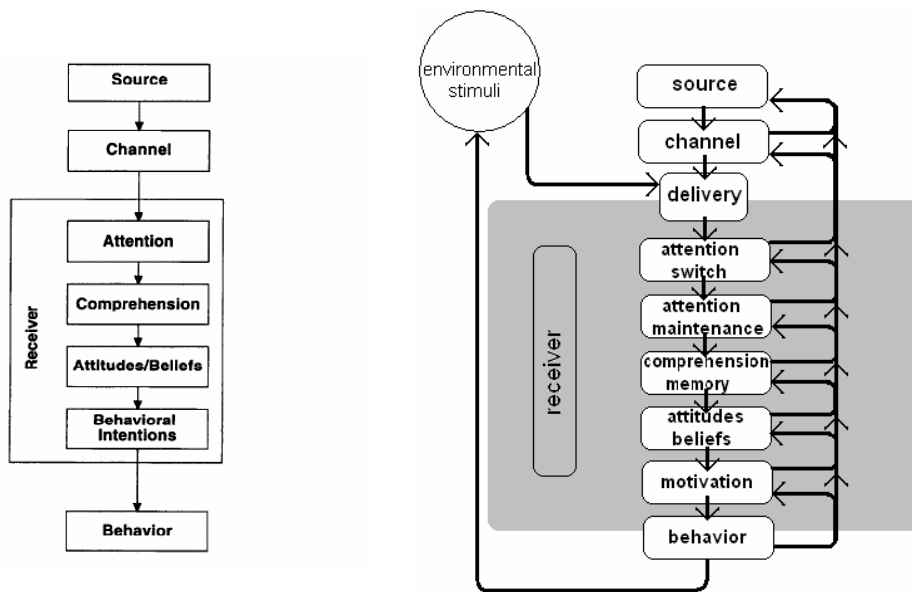 Source
Channel
Receiver
Attention
Comprehension
Attitudes/Beliefs
Behavioral
Intentions
Behavior
environmental
stimuli
source
channel
delivery
receiver
attention
switch
attention
maintenance
comprehension
memory
attitudes
beliefs
motivation
behavior